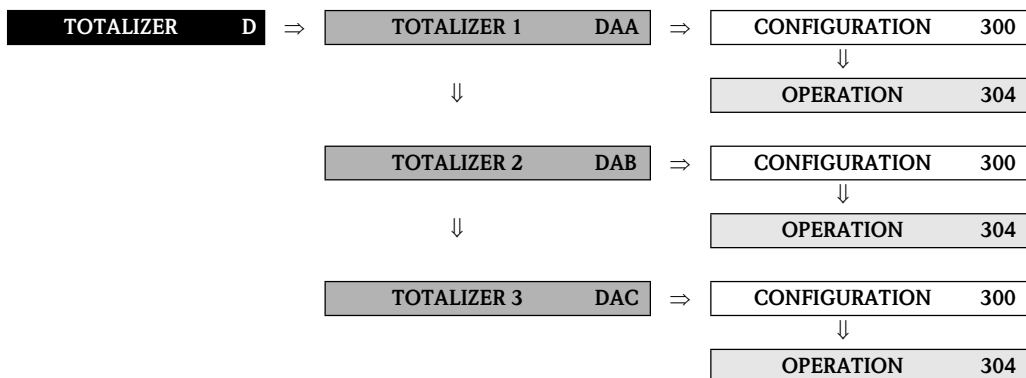 TOTALIZER D ⇒ TOTALIZER 1 DAA ⇒ CONFIGURATION 300
⇓
⇓ OPERATION 304
TOTALIZER 2 DAB ⇒ CONFIGURATION 300
⇓
⇓ OPERATION 304
TOTALIZER 3 DAC ⇒ CONFIGURATION 300
⇓
OPERATION 304